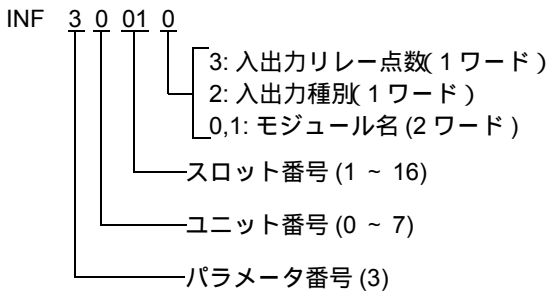 INF 3 0 01 0
3: 入出力リレー点数(1ワード)
2: 入出力種別(1ワード)
0,1: モジュール名 (2 ワード)
スロット番号 (1 ~ 16)
ユニット番号 (0 ~ 7)
パラメータ番号 (3)